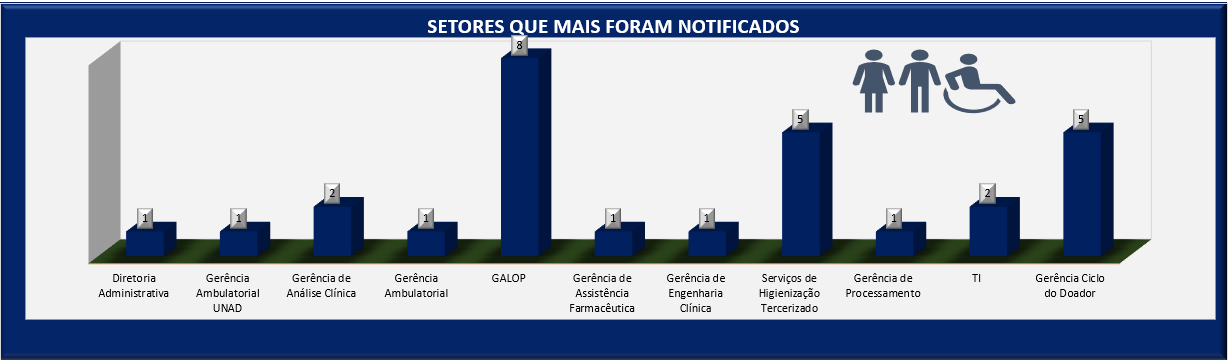 SETORES QUE MAIS FORAM NOTIFICADOS
1
1
2
1
8
1
1
5
1
2
5
Diretoria
Administrativa
Gerência
Ambulatorial
UNAD
Gerência de
Análise Clínica
Gerência
Ambulatorial
GALOP
Gerência de
Assistência
Farmacêutica
Gerência de
Engenharia
Clínica
Serviços de
Higienização
Tercerizado
Gerência de
Processamento
TI
Gerência Ciclo
do Doador